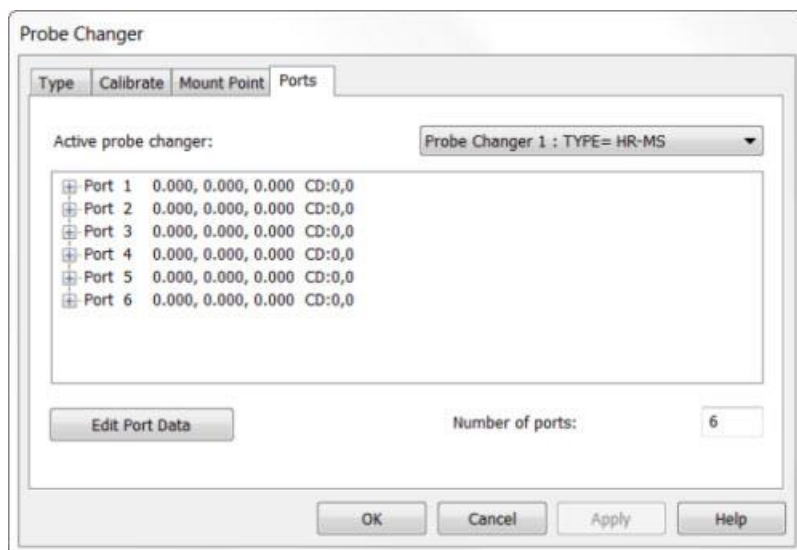 Probe Changer
Type Calibrate Mount Point Ports
Active probe changer: Probe Changer 1 : TYPE= HR-MS
Port 1 0.000, 0.000, 0.000 CD:0,0
Port 2 0.000, 0.000, 0.000 CD:0,0
Port 3 0.000, 0.000, 0.000 CD:0,0
Port 4 0.000, 0.000, 0.000 CD:0,0
Port 5 0.000, 0.000, 0.000 CD:0,0
Port 6 0.000, 0.000, 0.000 CD:0,0
Edit Port Data Number of ports: 6
OK Cancel Apply Help